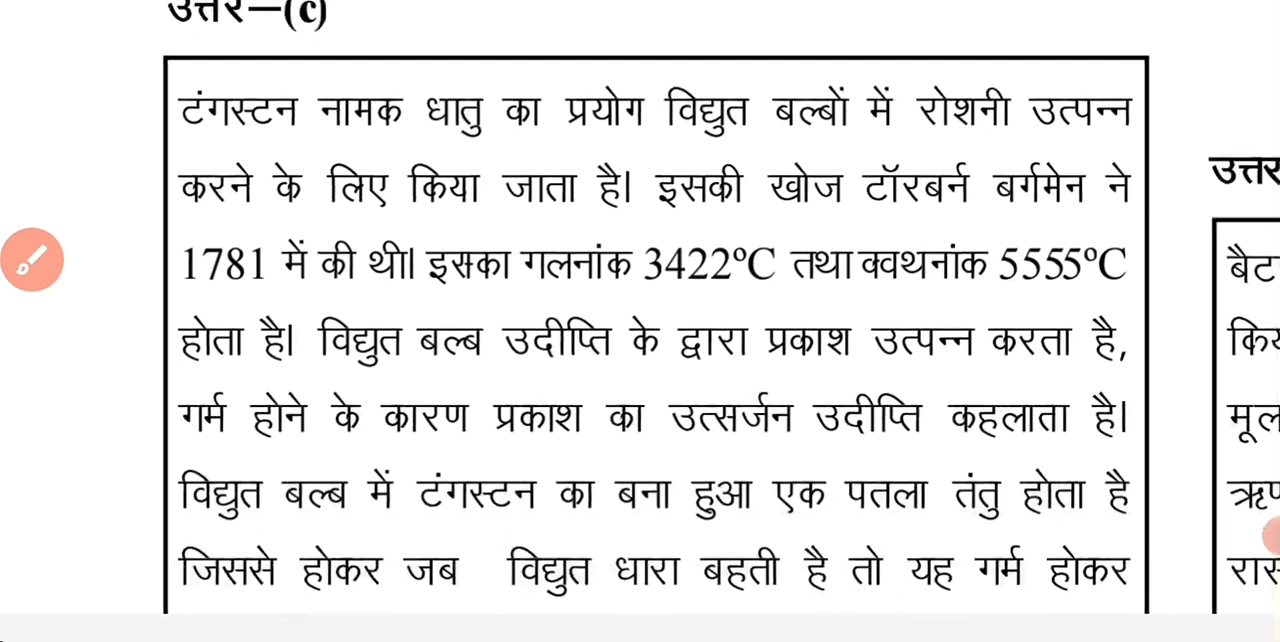 उत्तर—(c)
टंगस्टन नामक धातु का प्रयोग विद्युत बल्बों में रोशनी उत्पन्न
करने के लिए किया जाता है। इसकी खोज टॉरबर्न बर्गमेन ने
1781 में की थी। इसका गलनांक 3422ºC तथा क्वथनांक 5555ºC
होता है। विद्युत बल्ब उदीप्ति के द्वारा प्रकाश उत्पन्न करता है,
गर्म होने के कारण प्रकाश का उत्सर्जन उदीप्ति कहलाता है।
विद्युत बल्ब में टंगस्टन का बना हुआ एक पतला तंतु होता है
जिससे होकर जब विद्युत धारा बहती है तो यह गर्म होकर
उत्तर